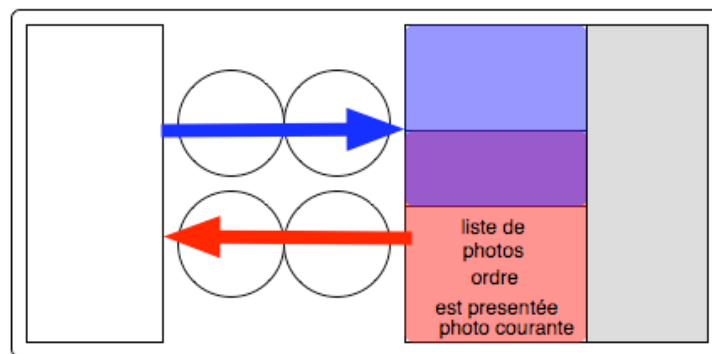 liste de
photos
ordre
est presentée
photo courante